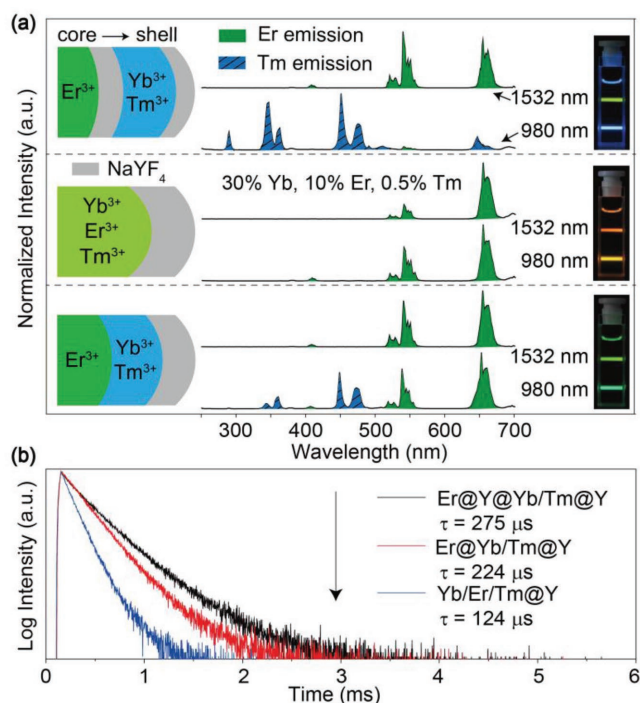 (a)
core → shell
Er emission
Tm emission
Er³⁺
Yb³⁺
Tm³⁺
1532 nm
980 nm
NaYF₄
30% Yb, 10% Er, 0.5% Tm
Yb³⁺
Er³⁺
Tm³⁺
1532 nm
980 nm
Er³⁺
Yb³⁺
Tm³⁺
1532 nm
980 nm
Normalized Intensity (a.u.)
300 400 500 600 700
Wavelength (nm)
(b)
Er@Y@Yb/Tm@Y
τ = 275 μs
Er@Yb/Tm@Y
τ = 224 μs
Yb/Er/Tm@Y
τ = 124 μs
Log Intensity (a.u.)
0 1 2 3 4 5 6
Time (ms)